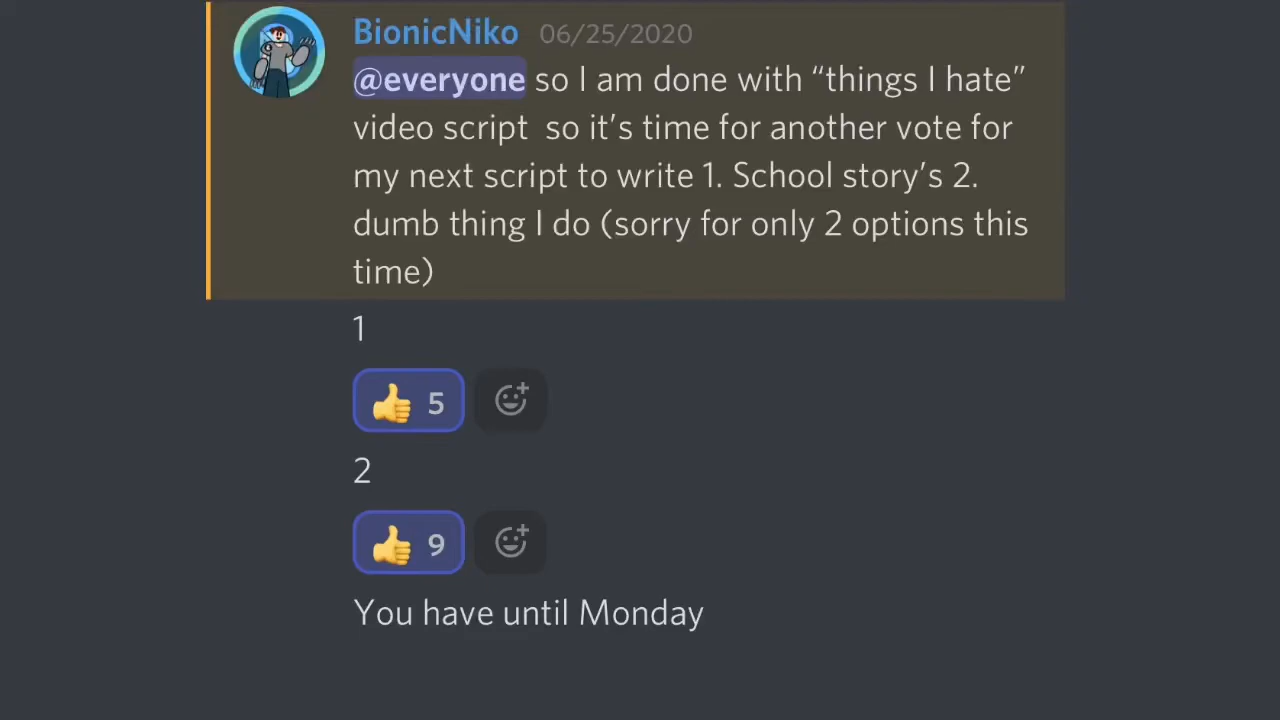 BionicNiko 06/25/2020
@everyone so I am done with “things I hate”
video script  so it’s time for another vote for
my next script to write 1. School story’s 2.
dumb thing I do (sorry for only 2 options this
time)
1
👍 5
2
👍 9
You have until Monday